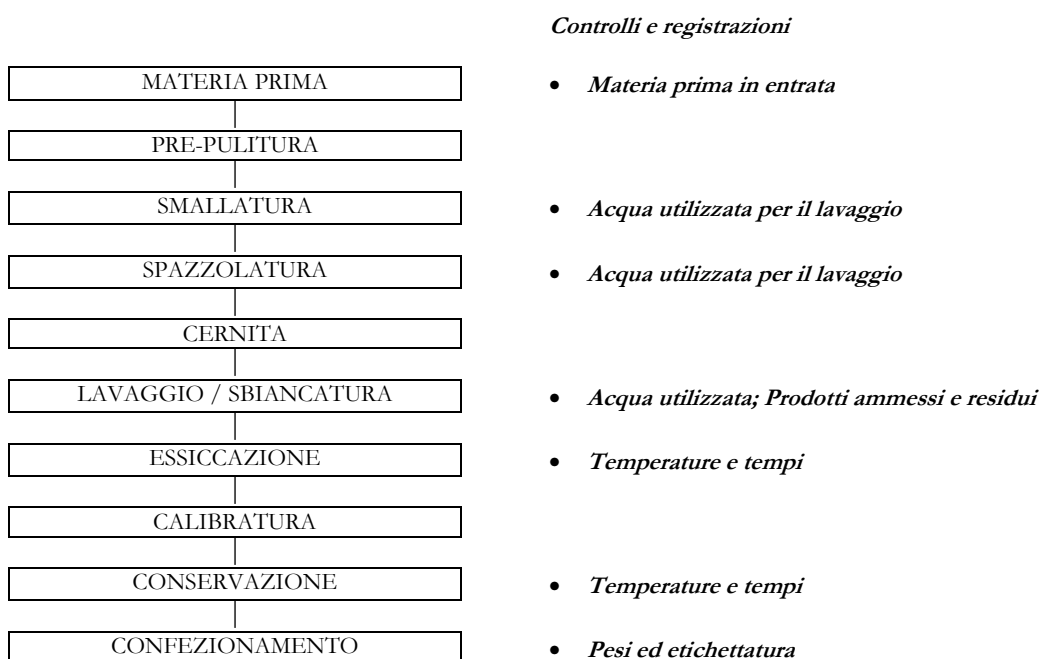 Controlli e registrazioni
MATERIA PRIMA
• Materia prima in entrata
PRE-PULITURA
SMALLATURA
• Acqua utilizzata per il lavaggio
SPAZZOLATURA
• Acqua utilizzata per il lavaggio
CERNITA
LAVAGGIO / SBIANCATURA
• Acqua utilizzata; Prodotti ammessi e residui
ESSICCAZIONE
• Temperature e tempi
CALIBRATURA
CONSERVAZIONE
• Temperature e tempi
CONFEZIONAMENTO
• Pesi ed etichettatura